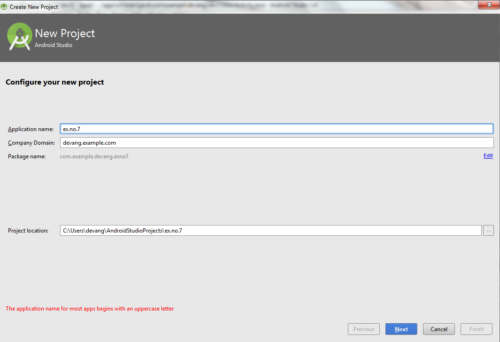 Create New Project
New Project
Android Studio
Configure your new project
Application name: ex.no.7
Company Domain: devang.example.com
Package name: com.example.devang.exno7 Edit
Project location: C:\Users\devang\AndroidStudioProjects\ex.no.7 ...
The application name for most apps begins with an uppercase letter
Previous Next Cancel Finish